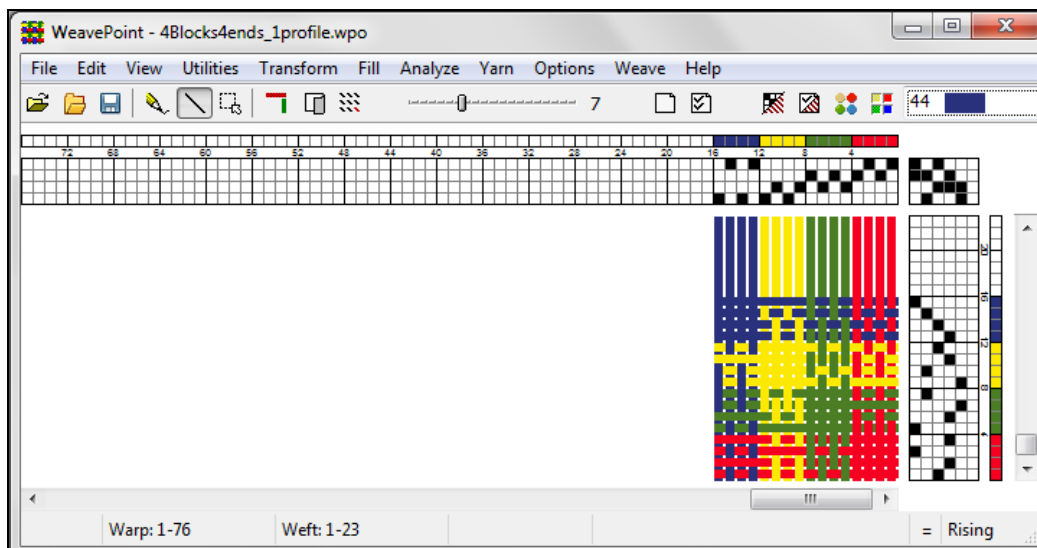 WeavePoint - 4Blocks4ends_1profile.wpo
File Edit View Utilities Transform Fill Analyze Yarn Options Weave Help
7 44
72 68 64 60 56 52 48 44 40 36 32 28 24 20 16 12 8 4
20
16
12
8
4
Warp: 1-76 Weft: 1-23 = Rising